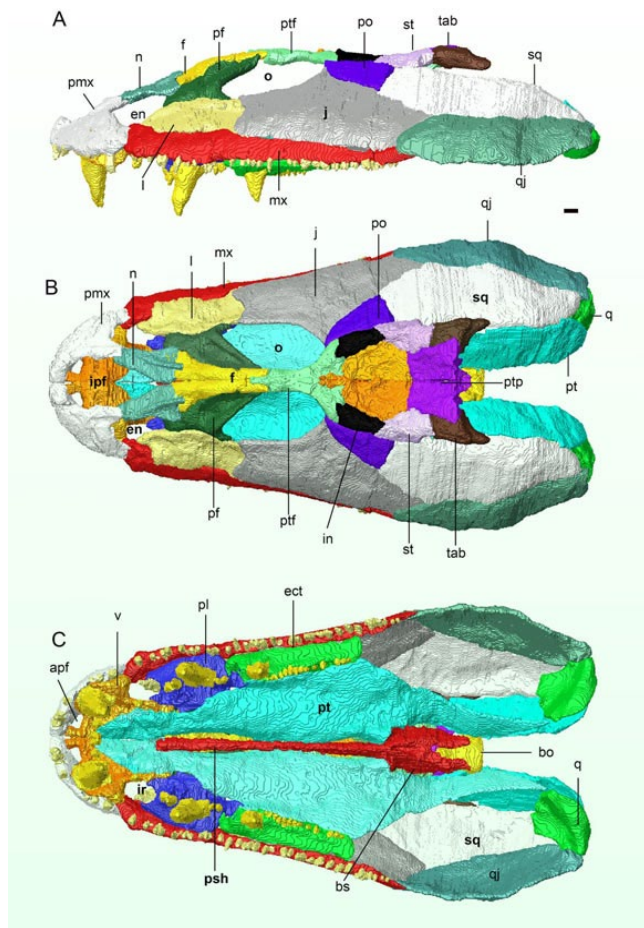 A
n
f
pf
ptf
po
st
tab
pmx
sq
o
en
j
l
mx
qj
B
pmx
n
l
mx
j
po
qj
sq
q
o
ipf
f
ptp
pt
en
pf
ptf
in
st
tab
C
apf
v
pl
ect
pt
bo
q
ir
sq
psh
bs
qj